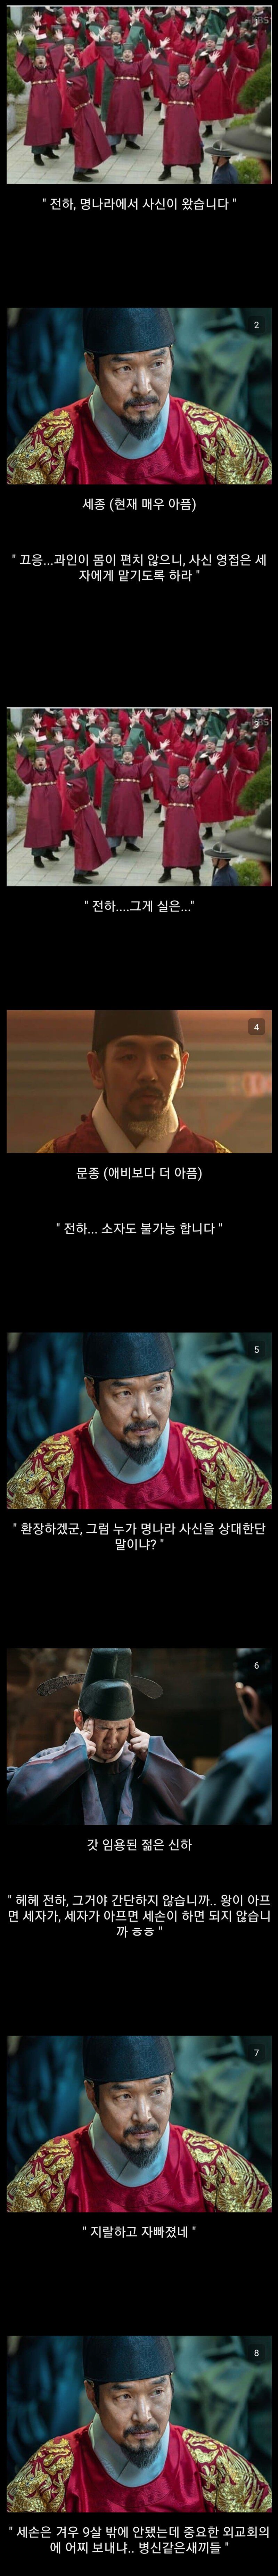 KBS
" 전하, 명나라에서 사신이 왔습니다 "
2
세종 (현재 매우 아픔)
" 끄응...과인이 몸이 편치 않으니, 사신 영접은 세
자에게 맡기도록 하라 "
KBS
" 전하....그게 실은..."
4
문종 (애비보다 더 아픔)
" 전하... 소자도 불가능 합니다 "
5
" 환장하겠군, 그럼 누가 명나라 사신을 상대한단
말이냐? "
6
갓 임용된 젊은 신하
" 헤헤 전하, 그거야 간단하지 않습니까.. 왕이 아프
면 세자가, 세자가 아프면 세손이 하면 되지 않습니
까 ㅎㅎ "
7
" 지랄하고 자빠졌네 "
8
" 세손은 겨우 9살 밖에 안됐는데 중요한 외교회의
에 어찌 보내냐.. 병신같은새끼들 "